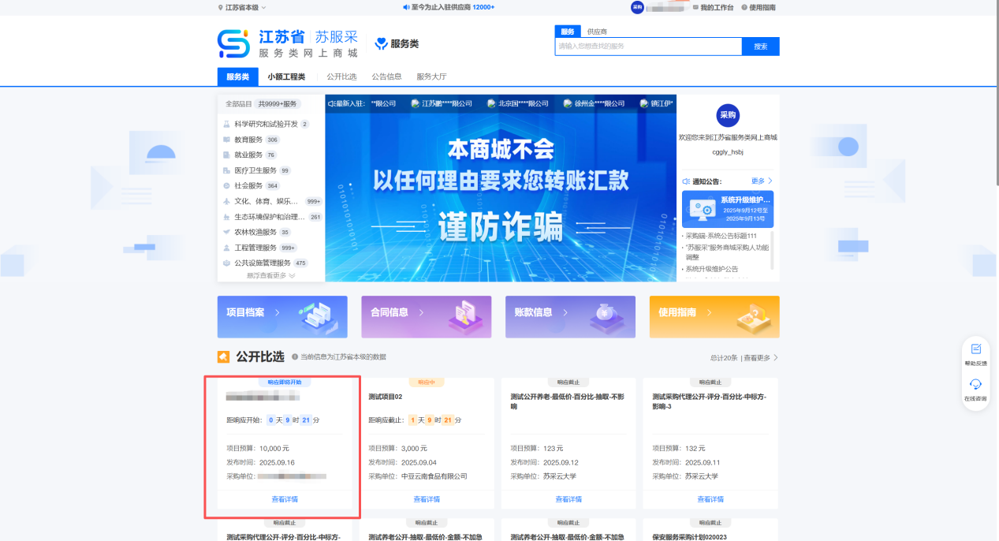 江苏省本级
至今为止入驻供应商 12000+
采购
我的工作台
使用指南
江苏省 苏服采
服务类网上商城
服务类
服务 供应商
请输入您想查找的服务
搜索
服务类 小额工程类 公开比选 公告信息 服务大厅
全部品目 共9999+服务
科学研究和试验开发 2
教育服务 306
就业服务 76
医疗卫生服务 99
社会服务 364
文化、体育、娱乐... 999+
生态环境保护和治理... 261
农林牧渔服务 35
工程管理服务 999+
公共设施管理服务 475
悬浮查看更多
最新入驻: **限公司 江苏鹏****限公司 北京国****限公司 徐州金****限公司 镇江伊*
本商城不会
以任何理由要求您转账汇款
谨防诈骗
采购
欢迎您来到江苏省服务类网上商城
cggly_hsbj
通知公告: 更多
系统升级维护...
2025年9月12号至
2025年9月13号
采购端-系统公告标题111
"苏服采"服务商城采购人功能
调整
系统升级维护公告
项目档案
合同信息
账款信息
使用指南
公开比选 当前信息为江苏省本级的数据
总计20条 | 查看更多
响应即将开始
距响应开始: 0 天 9 时 21 分
项目预算: 10,000 元
发布时间: 2025.09.16
采购单位:
查看详情
响应中
测试项目02
距响应截止: 1 天 9 时 21 分
项目预算: 3,000 元
发布时间: 2025.09.04
采购单位: 中豆云南食品有限公司
查看详情
响应截止
测试公开养老-最低价-百分比-抽取-不影
响
项目预算: 123 元
发布时间: 2025.09.12
采购单位: 苏采云大学
查看详情
响应截止
测试采购代理公开-评分-百分比-中标方-
影响-3
项目预算: 132 元
发布时间: 2025.09.11
采购单位: 苏采云大学
查看详情
响应截止
测试采购代理公开-评分-百分比-中标方-
响应截止
测试养老公开-抽取-最低价-金额-不加急
响应截止
测试养老公开-抽取-最低价-金额-不加急
响应截止
保安服务采购计划020023
帮助反馈
在线咨询